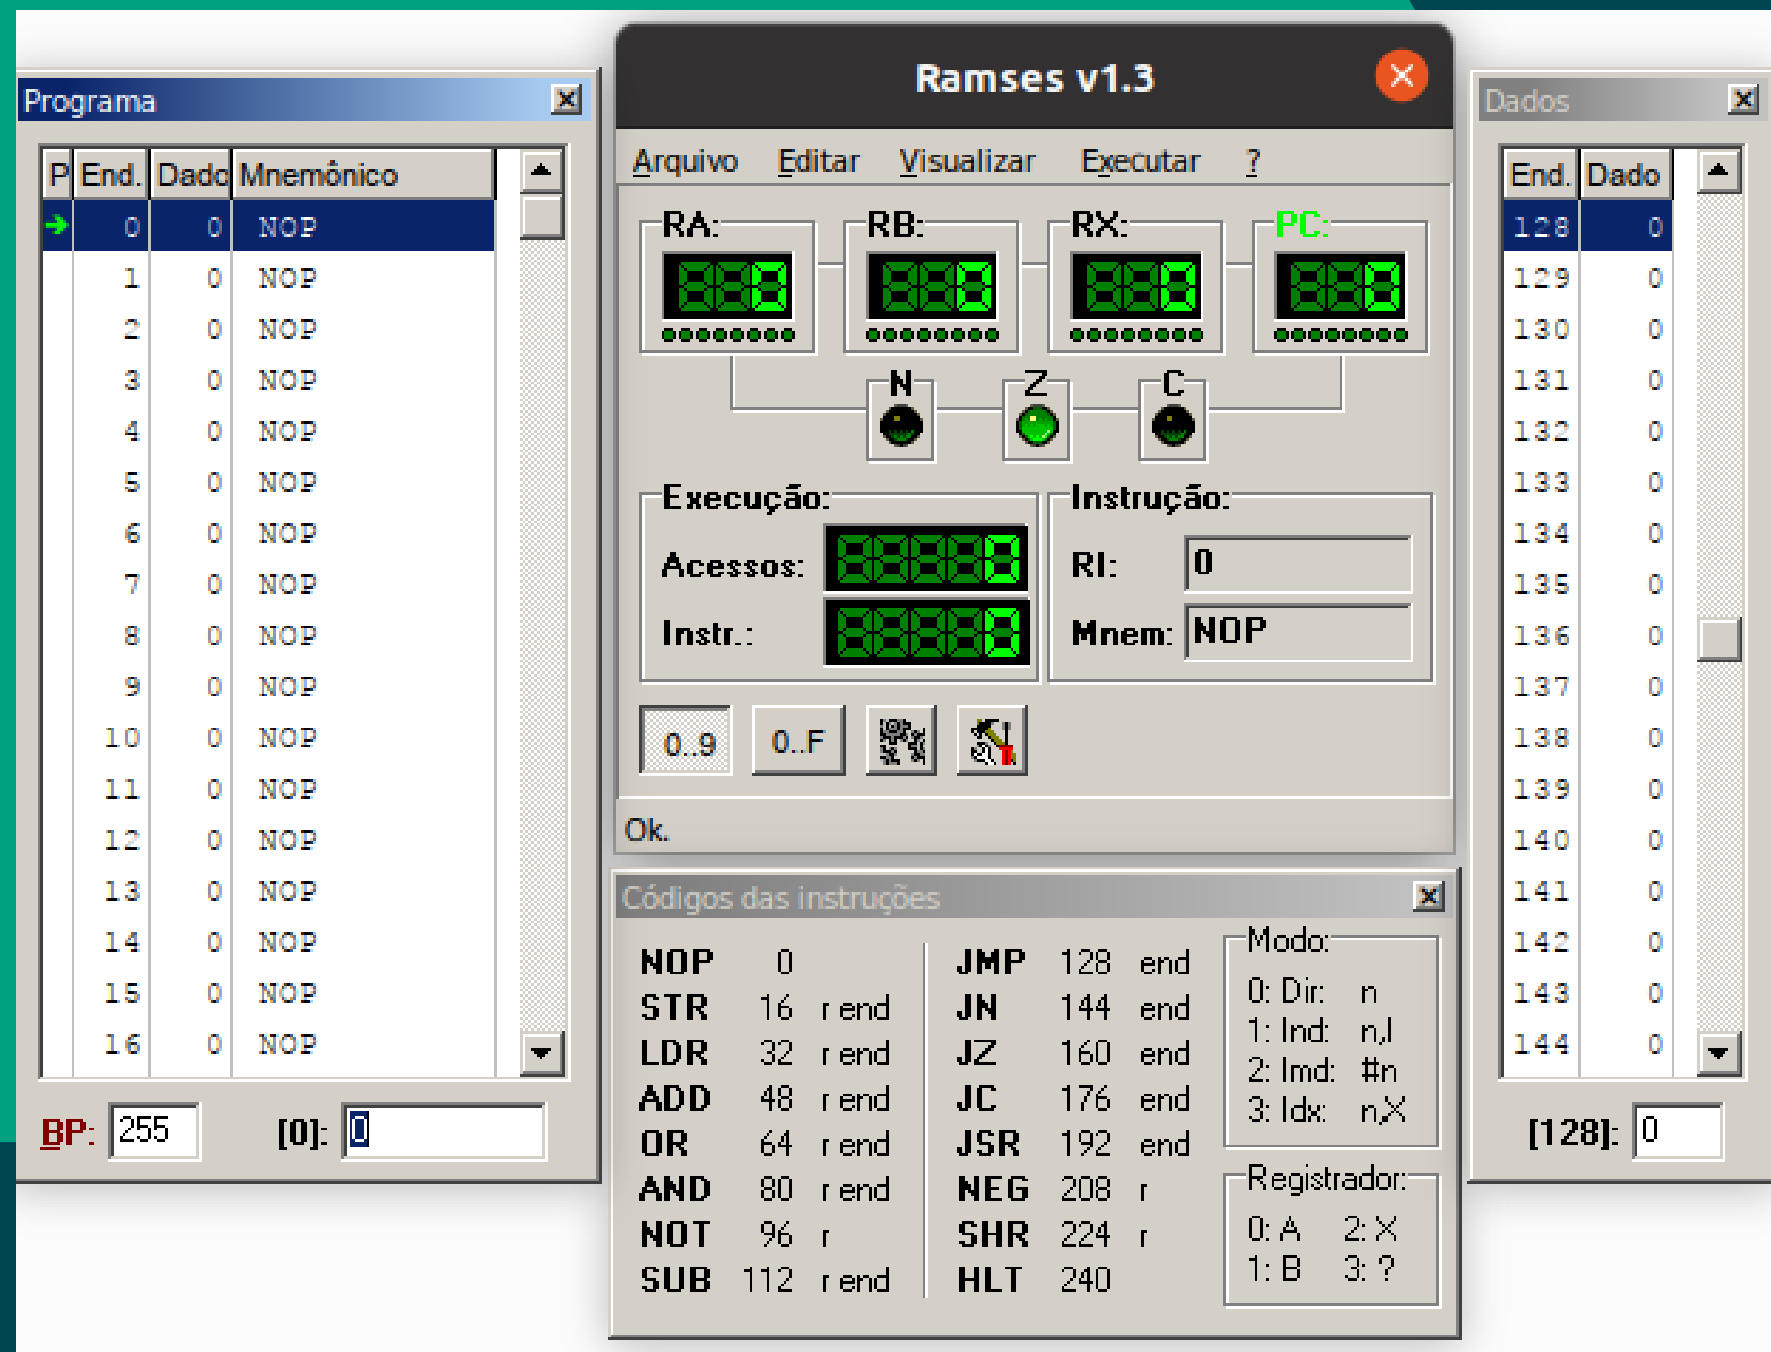 Programa
P End. Dado Mnemônico
0 0 NOP
1 0 NOP
2 0 NOP
3 0 NOP
4 0 NOP
5 0 NOP
6 0 NOP
7 0 NOP
8 0 NOP
9 0 NOP
10 0 NOP
11 0 NOP
12 0 NOP
13 0 NOP
14 0 NOP
15 0 NOP
16 0 NOP
BP: 255 [0]: 0
Ramses v1.3
Arquivo Editar Visualizar Executar ?
RA: RB: RX: PC:
0 0 0 0
N Z C
Execução:
Acessos: 0
Instr.: 0
Instrução:
RI: 0
Mnem: NOP
0..9 0..F
Ok.
Códigos das instruções
NOP 0
STR 16 r end
LDR 32 r end
ADD 48 r end
OR 64 r end
AND 80 r end
NOT 96 r
SUB 112 r end
JMP 128 end
JN 144 end
JZ 160 end
JC 176 end
JSR 192 end
NEG 208 r
SHR 224 r
HLT 240
Modo:
0: Dir: n
1: Ind: n,I
2: Imd: #n
3: Idx: n,X
Registrador:
0: A 2: X
1: B 3: ?
Dados
End. Dado
128 0
129 0
130 0
131 0
132 0
133 0
134 0
135 0
136 0
137 0
138 0
139 0
140 0
141 0
142 0
143 0
144 0
[128]: 0